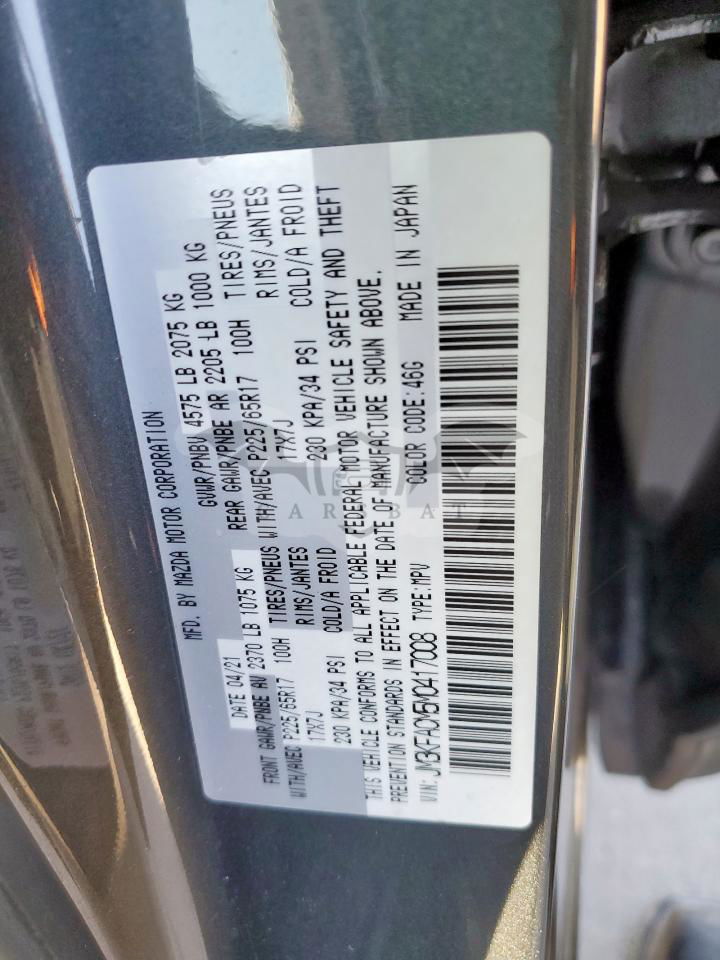 MFD. BY MAZDA MOTOR CORPORATION
DATE 04/21 GVWR/PNBV 4575 LB 2075 KG
FRONT GAWR/PNBE AV 2370 LB 1075 KG REAR GAWR/PNBE AR 2205 LB 1000 KG
WITH/AVEC P225/65R17 100H TIRES/PNEUS WITH/AVEC P225/65R17 100H TIRES/PNEUS
17X7J RIMS/JANTES 17X7J RIMS/JANTES
230 KPA/34 PSI COLD/A FROID 230 KPA/34 PSI COLD/A FROID
THIS VEHICLE CONFORMS TO ALL APPLICABLE FEDERAL MOTOR VEHICLE SAFETY AND THEFT
PREVENTION STANDARDS IN EFFECT ON THE DATE OF MANUFACTURE SHOWN ABOVE.
VIN: JM3KFACM5M0417008 TYPE:MPV COLOR CODE:46G MADE IN JAPAN
CARSBAT